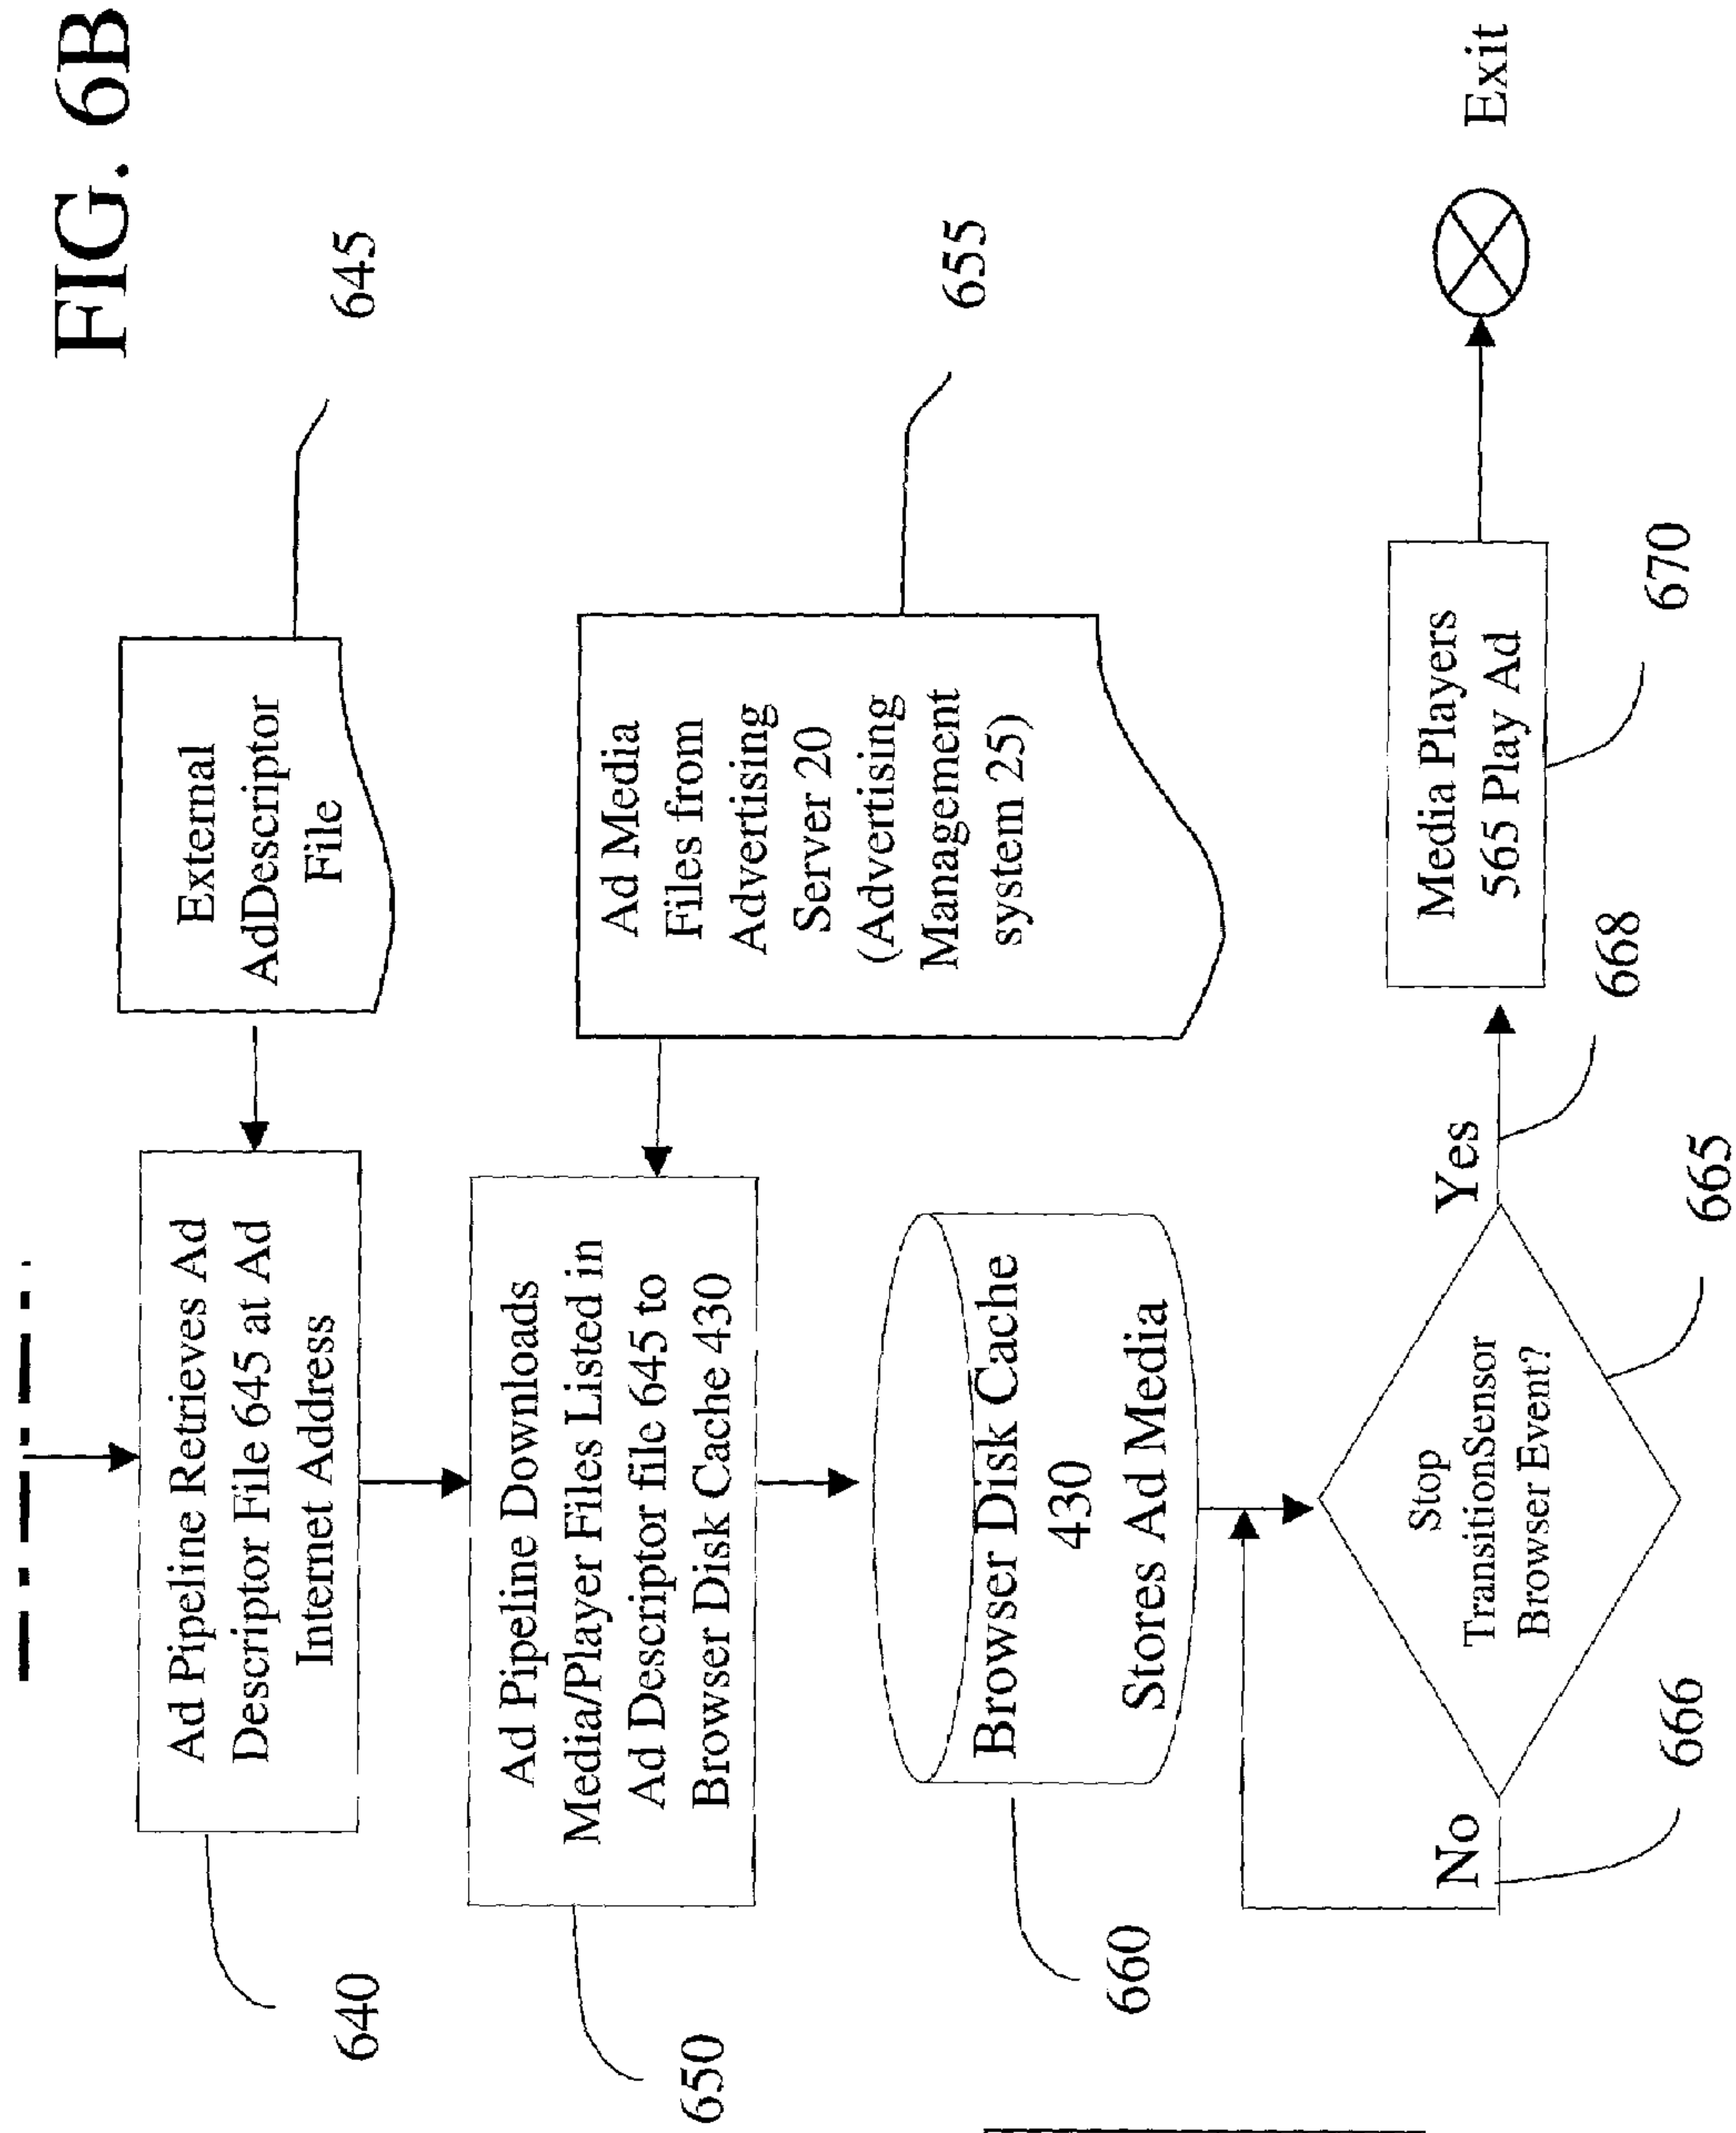 FIG. 6B
Ad Pipeline Retrieves Ad
Descriptor File 645 at Ad
Internet Address
640
External
AdDescriptor
File
645
Ad Pipeline Downloads
Media/Player Files Listed in
Ad Descriptor file 645 to
Browser Disk Cache 430
650
Ad Media
Files from
Advertising
Server 20
(Advertising
Management
system 25)
655
Browser Disk Cache
430
Stores Ad Media
660
Stop
TransitionSensor
Browser Event?
665
No
666
Yes
668
Media Players
565 Play Ad
670
Exit